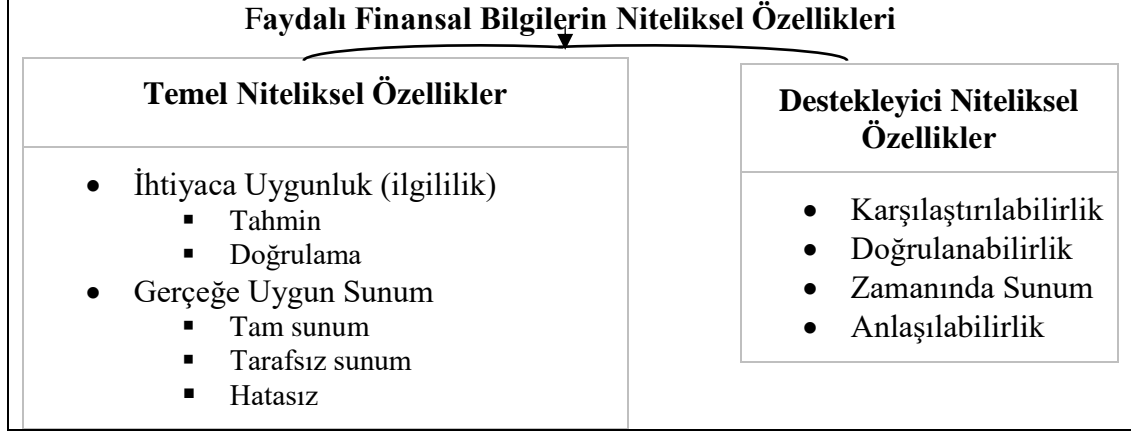 Faydalı Finansal Bilgilerin Niteliksel Özellikleri
Temel Niteliksel Özellikler
• İhtiyaca Uygunluk (ilgililik)
▪ Tahmin
▪ Doğrulama
• Gerçeğe Uygun Sunum
▪ Tam sunum
▪ Tarafsız sunum
▪ Hatasız
Destekleyici Niteliksel
Özellikler
• Karşılaştırılabilirlik
• Doğrulanabilirlik
• Zamanında Sunum
• Anlaşılabilirlik